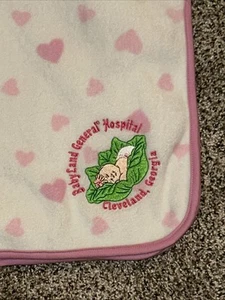 BabyLand General Hospital
Cleveland, Georgia